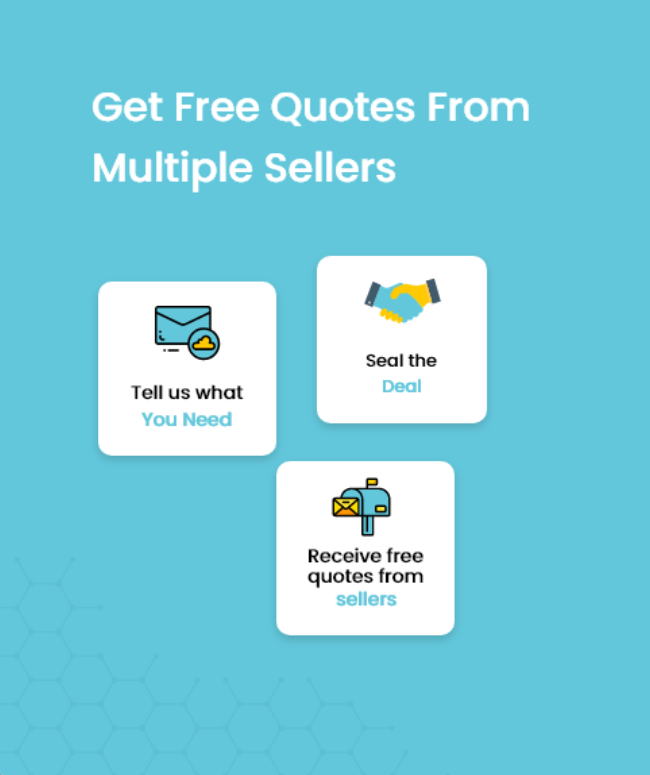 Get Free Quotes From
Multiple Sellers
Tell us what
You Need
Seal the
Deal
Receive free
quotes from
sellers